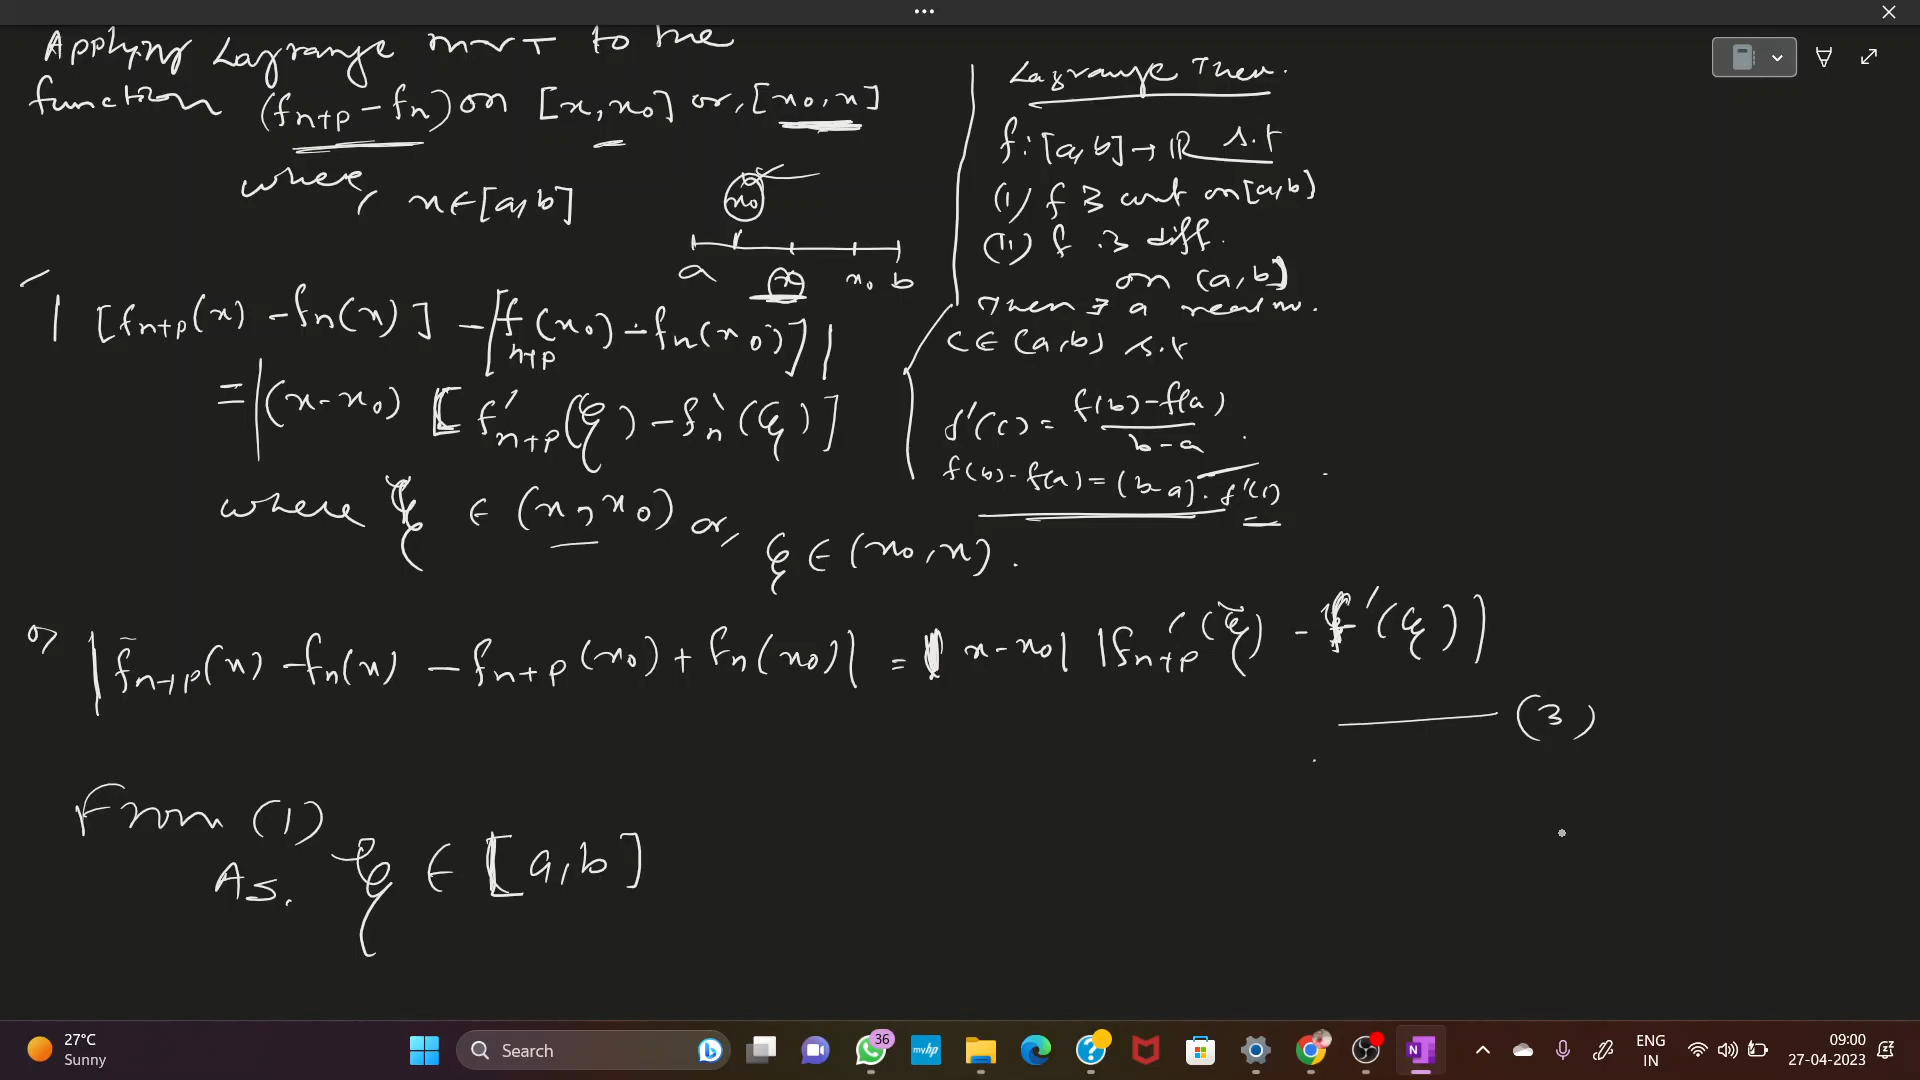 Applying Lagrange MVT to the
function (fn+p - fn) on [x, x0] or, [x0, x]
where, x ∈ [a, b]
x0
a x x0 b
| [fn+p(x) - fn(x)] - [fn+p(x0) - fn(x0)] |
= |(x - x0) [f'n+p(ξ) - f'n(ξ)]
where ξ ∈ (x, x0) or, ξ ∈ (x0, x).
or |fn+p(x) - fn(x) - fn+p(x0) + fn(x0)| = |x - x0| |f'n+p(ξ) - f'(ξ)|
(3)
From (1)
As. ξ ∈ [a, b]
Lagrange Then.
f: [a, b] → ℝ s.t
(i) f is cont on [a, b]
(ii) f is diff.
on (a, b)
Then ∃ a real no.
c ∈ (a, b) s.t
f'(c) = f(b) - f(a) / b - a
f(b) - f(a) = (b - a) . f'(c)
27°C
Sunny
Search
myhp
36
ENG
IN
09:00
27-04-2023